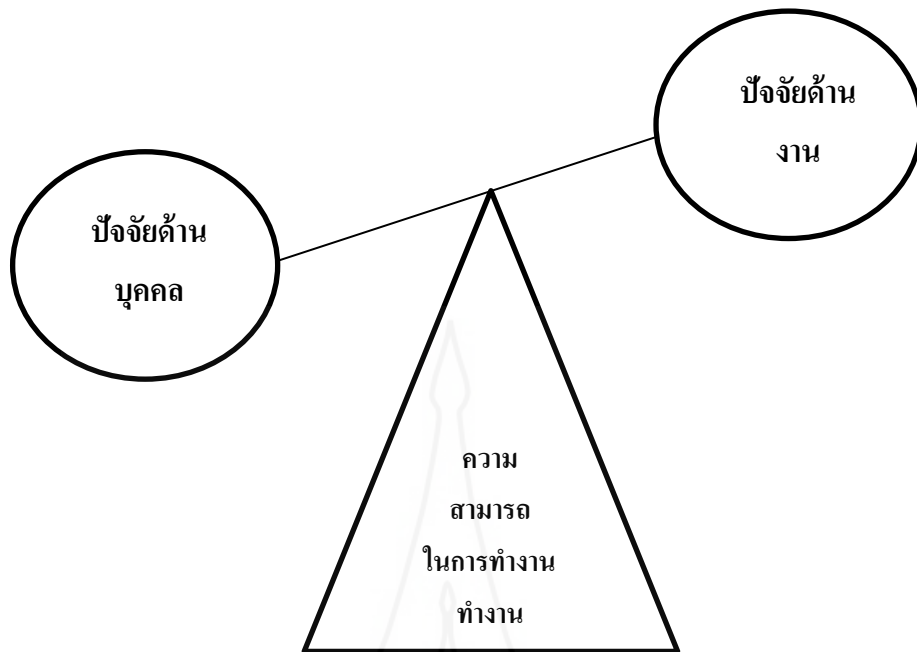 ปัจจัยด้าน
งาน
ปัจจัยด้าน
บุคคล
ความ
สามารถ
ในการทำงาน
ทำงาน